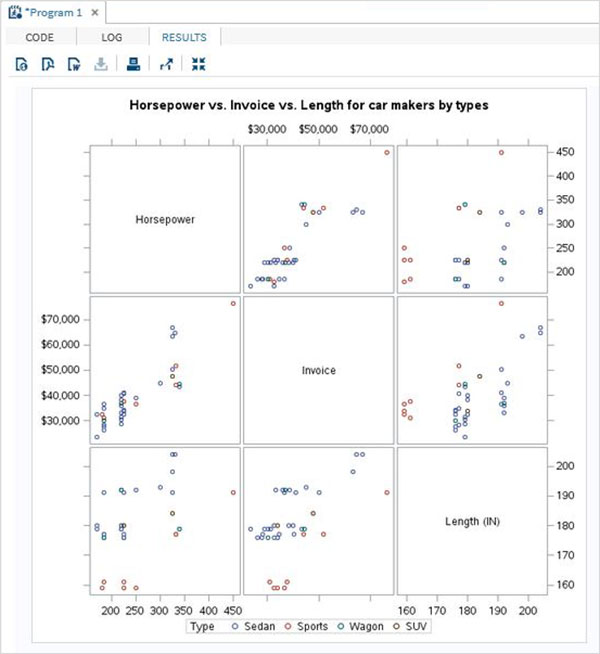 *Program 1 ×
CODE LOG RESULTS
Horsepower vs. Invoice vs. Length for car makers by types
$30,000 $50,000 $70,000
Horsepower
450
400
350
300
250
200
$70,000
$60,000
$50,000
$40,000
$30,000
Invoice
Length (IN)
200
190
180
170
160
200 250 300 350 400 450 160 170 180 190 200
Type Sedan Sports Wagon SUV